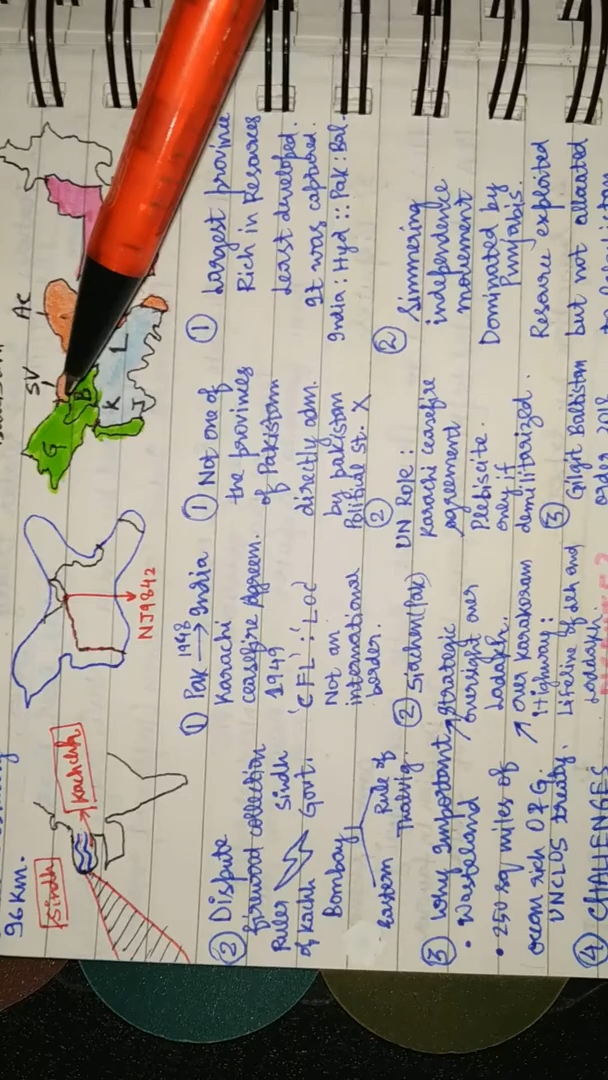 96 Km.
Sindh
Kachchh
② Dispute
firewood collection
Ruler Sindh
of Kachh Govt.
Bombay
Eastern Rule of
Thalwig.
③ Why Important?
• Wasteland
• 250 sq miles of
ocean rich O & G.
UNCLOS treaty.
④ CHALLENGES
NJ9842
① Pak 1948 → India
Karachi
ceasefire Agreem.
1949
(CFL) : LOC
Not an
international
border.
② Siachen (Pak)
↗ strategic
oversight over
Ladakh.
↗ over Karakoram
Highway :
Lifeline of Leh and
Laddakh.
G
SV
B
K
J
L
AC
① Not one of
the provinces
of Pakistan
directly adm.
by Pakistan
Political st. X
②
UN Role :
Karachi ceasefire
agreement
Plebiscite.
only if
demilitarized.
③
Gilgit Baltistan
order 2018
① Largest province
Rich in Resources
Least developed.
It was captured.
India : Hyd :: Pak : Bal.
② Simmering
independence
movement
Dominated by
Punjabis.
Resource exploited
but not allocated